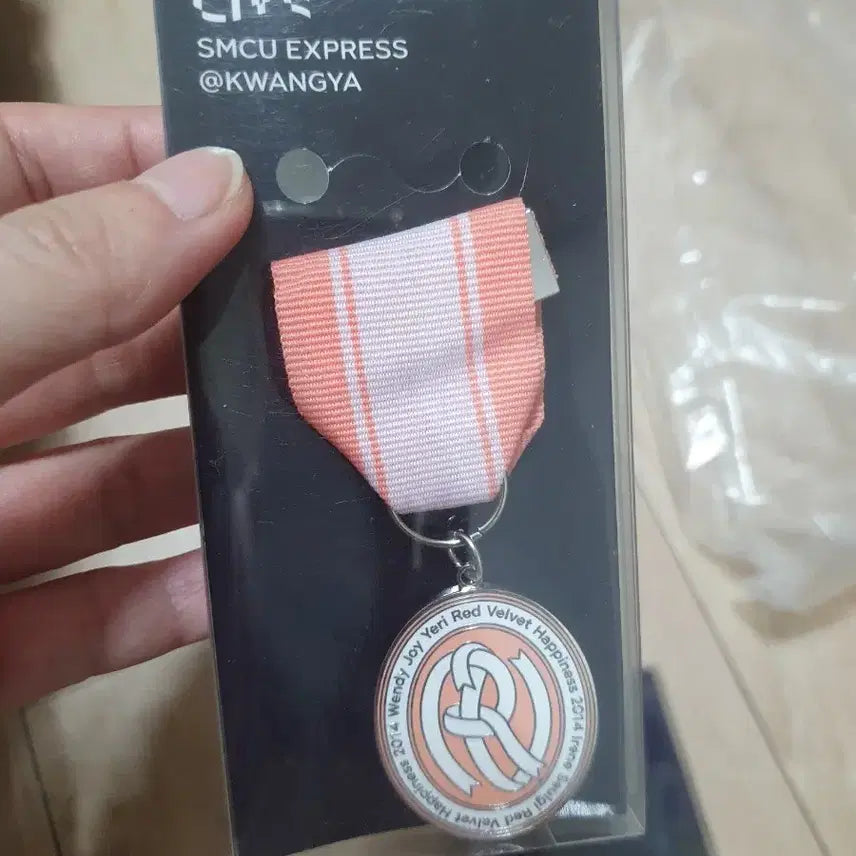 SMCU EXPRESS
@KWANGYA
Wendy Joy Yeri Red Velvet Happiness 2014 Irene Seulgi Red Velvet Happiness 2014